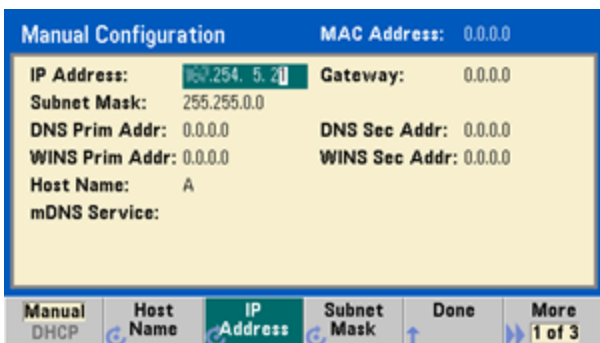 Manual Configuration MAC Address: 0.0.0.0
IP Address: .254. 5. 21 Gateway: 0.0.0.0
Subnet Mask: 255.255.0.0
DNS Prim Addr: 0.0.0.0 DNS Sec Addr: 0.0.0.0
WINS Prim Addr: 0.0.0.0 WINS Sec Addr: 0.0.0.0
Host Name: A
mDNS Service:
Manual Host IP Subnet Done More
DHCP Name Address Mask 1 of 3